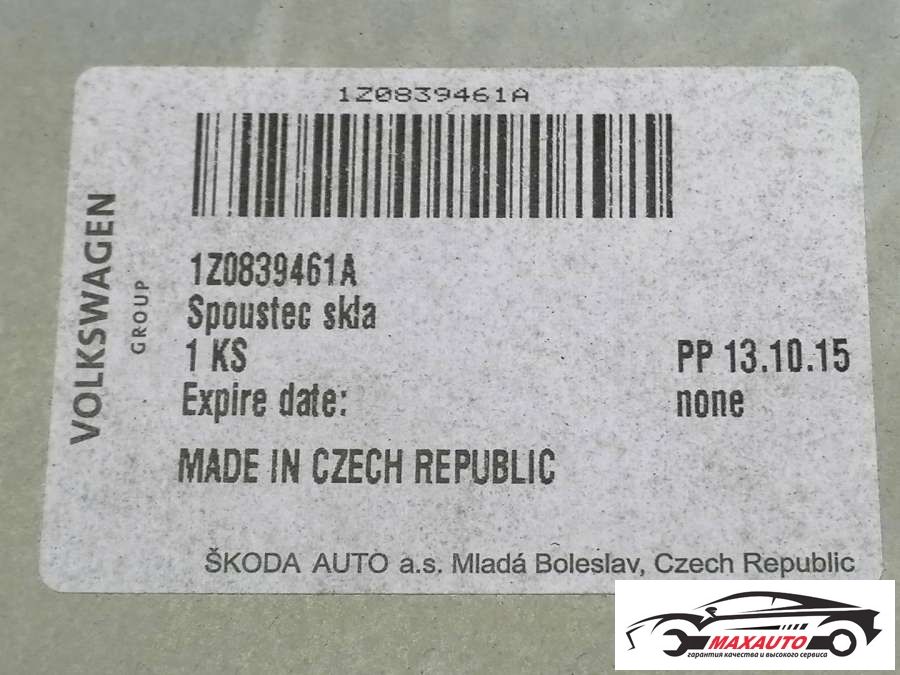 1Z0839461A
VOLKSWAGEN
GROUP
1Z0839461A
Spoustec skla
1 KS PP 13.10.15
Expire date: none
MADE IN CZECH REPUBLIC
ŠKODA AUTO a.s. Mladá Boleslav, Czech Republic
MAXAUTO
гарантия качества и высокого сервиса